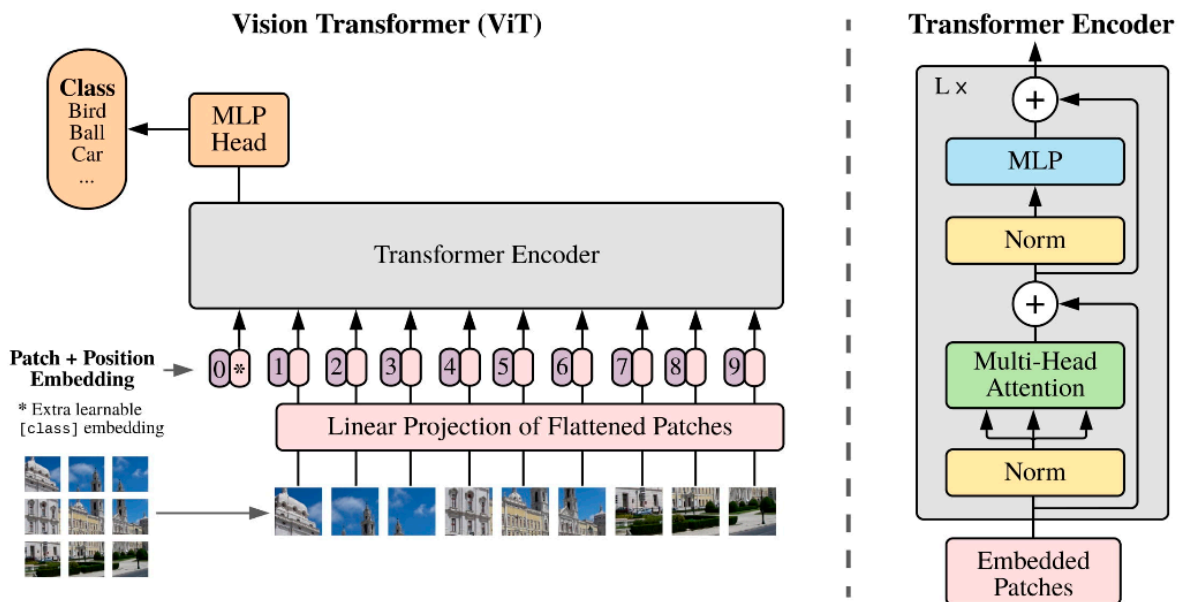 Vision Transformer (ViT)
Class
Bird
Ball
Car
...
MLP
Head
Transformer Encoder
Patch + Position
Embedding
0 * 1 2 3 4 5 6 7 8 9
* Extra learnable
[class] embedding
Linear Projection of Flattened Patches
Transformer Encoder
L x
+
MLP
Norm
+
Multi-Head
Attention
Norm
Embedded
Patches